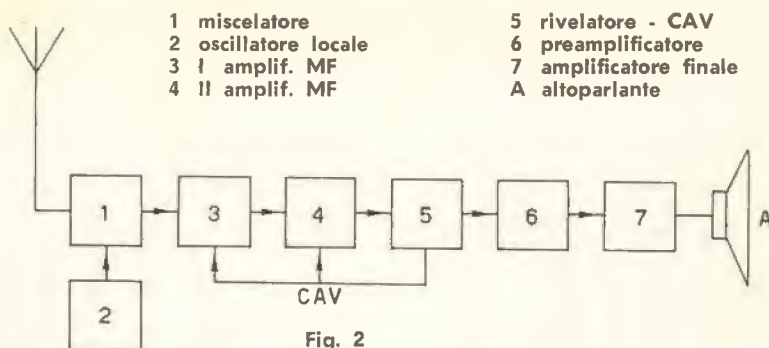 1 miscelatore
2 oscillatore locale
3 I amplif. MF
4 II amplif. MF
5 rivelatore - CAV
6 preamplificatore
7 amplificatore finale
A altoparlante
1
3
4
5
6
7
A
CAV
2
Fig. 2